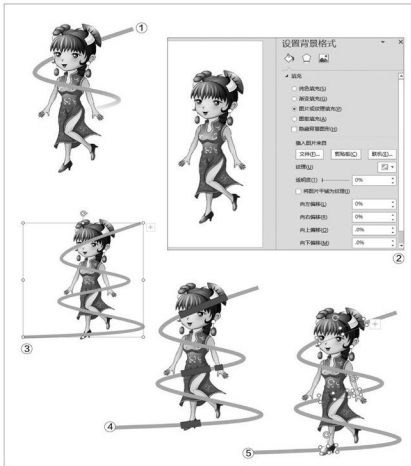 ①
设置背景格式
填充
纯色填充(S)
渐变填充(G)
图片或纹理填充(P)
图案填充(A)
隐藏背景图形(H)
插入图片来自
文件(F)... 剪贴板(C) 联机(E)...
纹理(U)
透明度(T) 0%
将图片平铺为纹理(I)
向左偏移(L) 0%
向右偏移(R) 0%
向上偏移(O) .0%
向下偏移(M) .0%
②
③
④
⑤